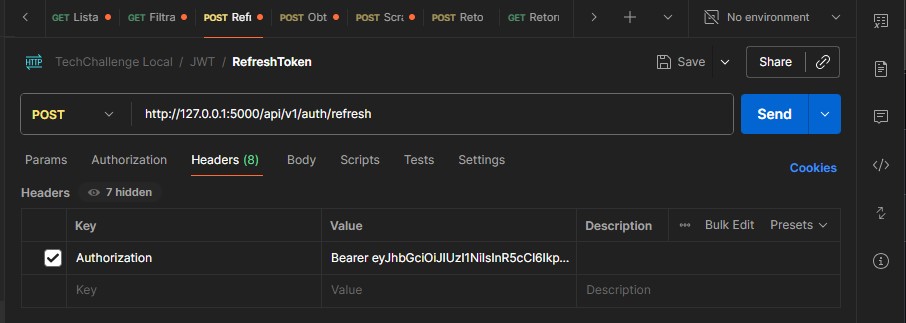 GET Lista GET Filtra POST Refr POST Obt POST Scra POST Reto GET Retorn No environment
HTTP TechChallenge Local / JWT / RefreshToken Save Share
POST http://127.0.0.1:5000/api/v1/auth/refresh Send
Params Authorization Headers (8) Body Scripts Tests Settings Cookies
Headers 7 hidden
Key Value Description Bulk Edit Presets
Authorization Bearer eyJhbGciOiJIUzI1NiIsInR5cCI6Ikp...
Key Value Description